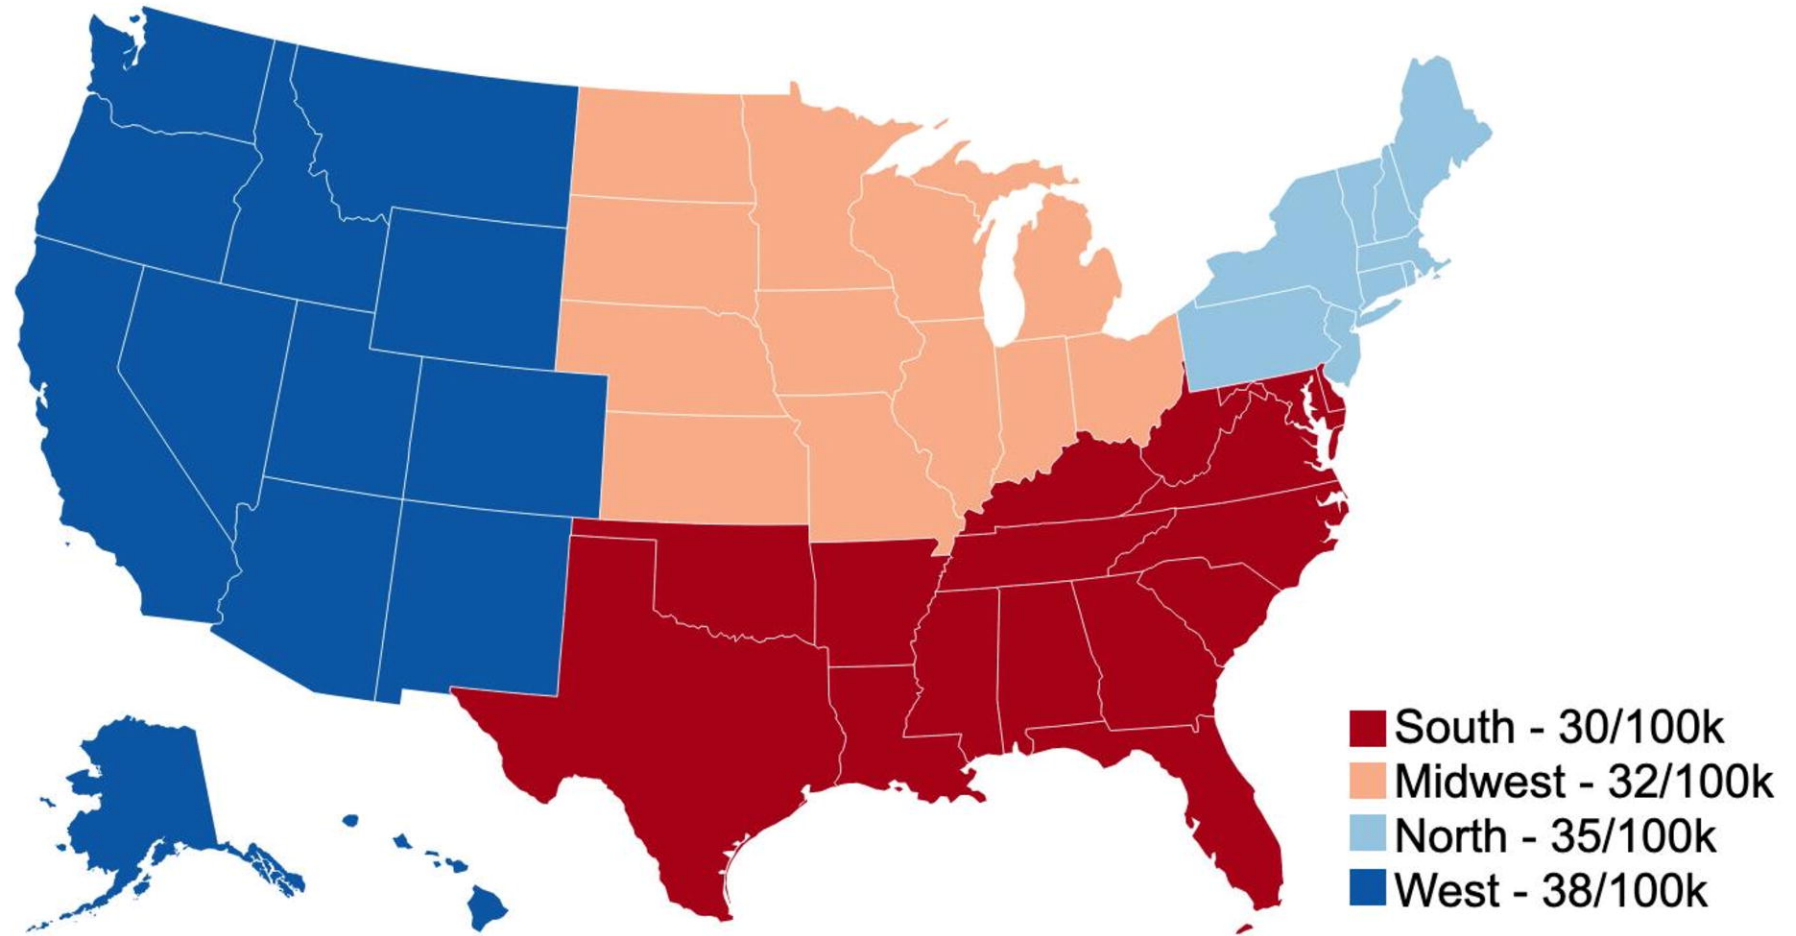 South - 30/100k
Midwest - 32/100k
North - 35/100k
West - 38/100k